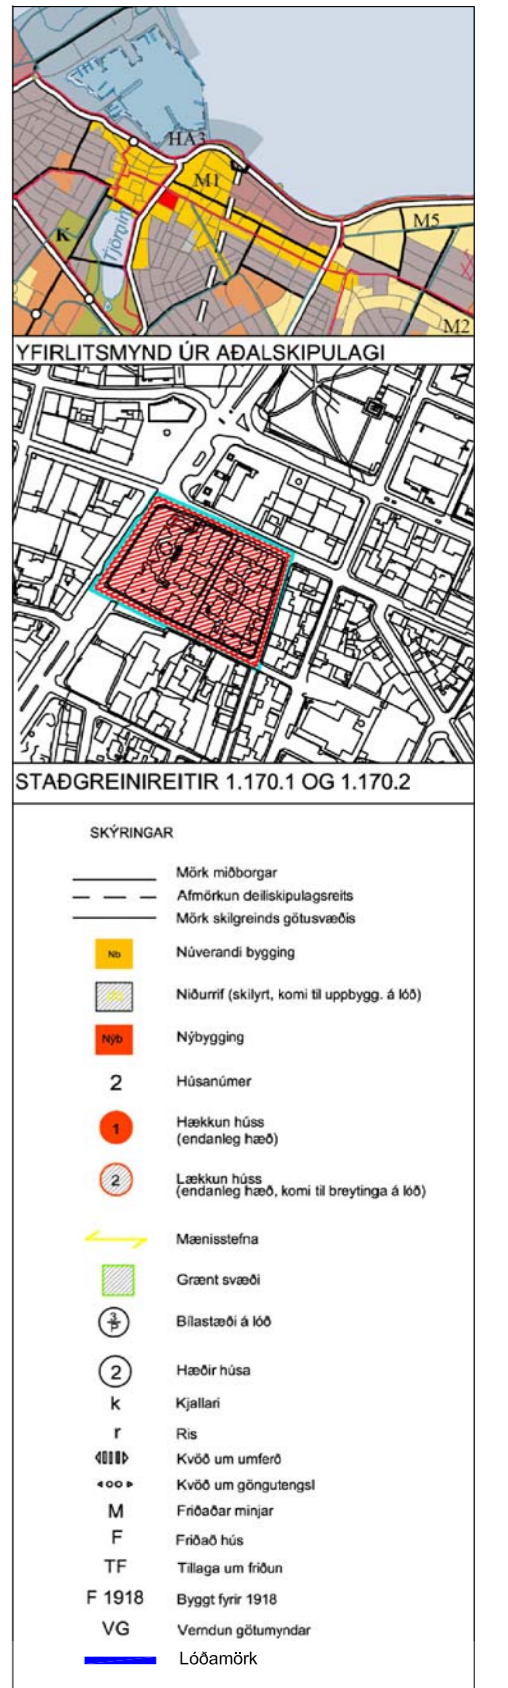 HA3
M1
M5
K
Tjörnin
M2
YFIRLITSMYND ÚR AÐALSKIPULAGI
STAÐGREINIREITIR 1.170.1 OG 1.170.2
SKÝRINGAR
Mörk miðborgar
Afmörkun deiliskipulagsreits
Mörk skilgreinds götusvæðis
Nb Núverandi bygging
Niðurrif (skilyrt, komi til uppbygg. á lóð)
Nýb Nýbygging
2 Húsanúmer
1 Hækkun húss
(endanleg hæð)
2 Lækkun húss
(endanleg hæð, komi til breytinga á lóð)
Mænisstefna
Grænt svæði
3/P Bílastæði á lóð
2 Hæðir húsa
k Kjallari
r Ris
Kvöð um umferð
Kvöð um göngutengsl
M Friðaðar minjar
F Friðað hús
TF Tillaga um friðun
F 1918 Byggt fyrir 1918
VG Verndun götumyndar
Lóðamörk